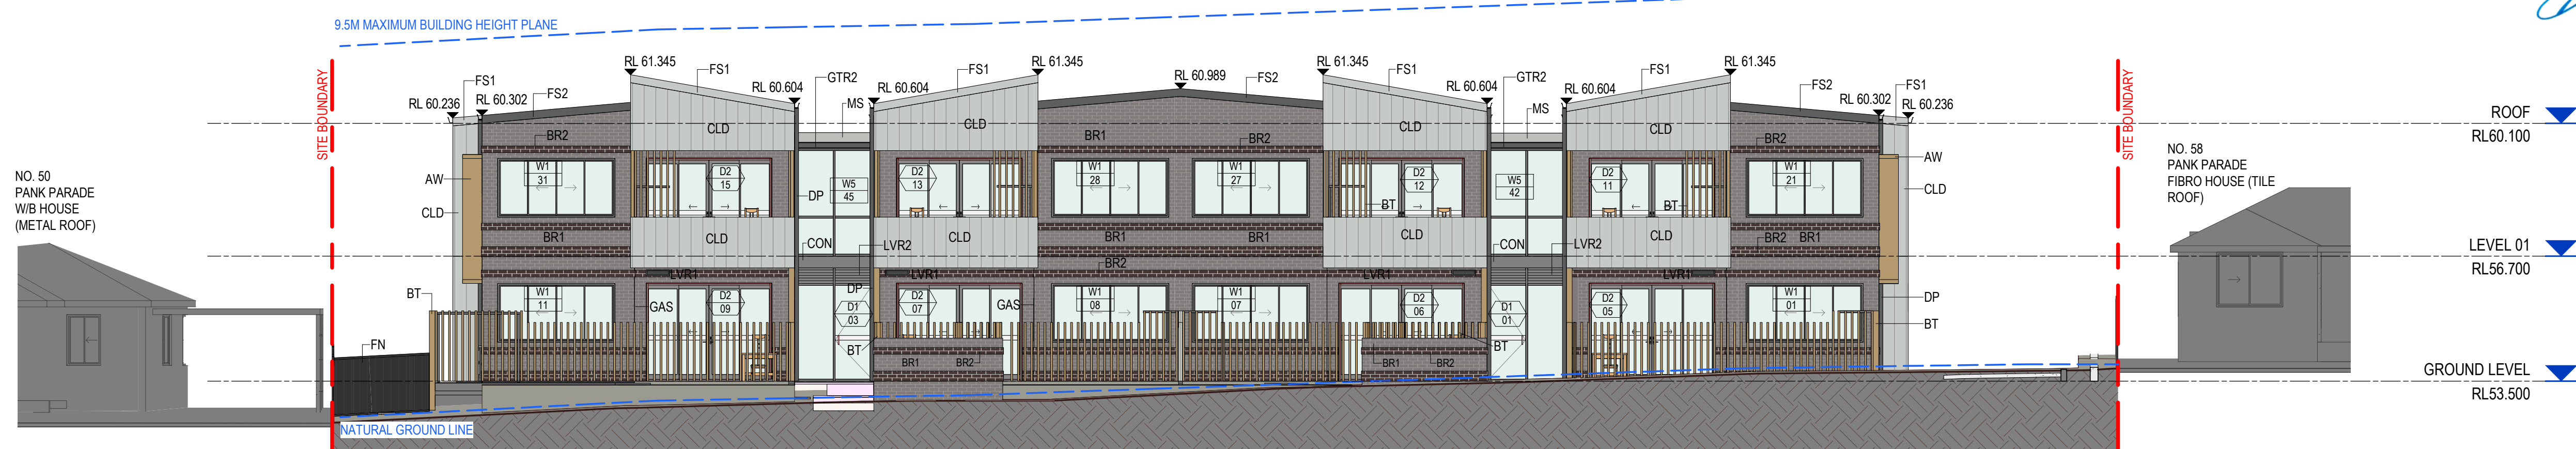 9.5M MAXIMUM BUILDING HEIGHT PLANE
SITE BOUNDARY
SITE BOUNDARY
RL 60.236
FS1
RL 60.302
FS2
RL 61.345
FS1
RL 60.604
GTR2
MS
RL 60.604
FS1
RL 61.345
RL 60.989
FS2
RL 61.345
FS1
RL 60.604
GTR2
MS
RL 60.604
FS1
RL 61.345
FS2
RL 60.302
FS1
RL 60.236
ROOF
RL60.100
BR2
CLD
CLD
BR1
BR2
CLD
CLD
BR2
NO. 50
PANK PARADE
W/B HOUSE
(METAL ROOF)
NO. 58
PANK PARADE
FIBRO HOUSE (TILE
ROOF)
AW
CLD
W1
31
D2
15
DP
W5
45
D2
13
W1
28
W1
27
D2
12
BT
W5
42
D2
11
BT
W1
21
AW
CLD
BR1
CLD
CON
LVR2
CLD
BR1
BR1
BR2
CLD
CON
LVR2
CLD
BR2
BR1
LEVEL 01
RL56.700
LVR1
LVR1
LVR1
BT
W1
11
GAS
D2
09
DP
D1
03
D2
07
GAS
W1
08
W1
07
D2
06
D1
01
D2
05
W1
01
DP
BT
FN
BT
BR1
BR2
BR1
BR2
BT
GROUND LEVEL
RL53.500
NATURAL GROUND LINE